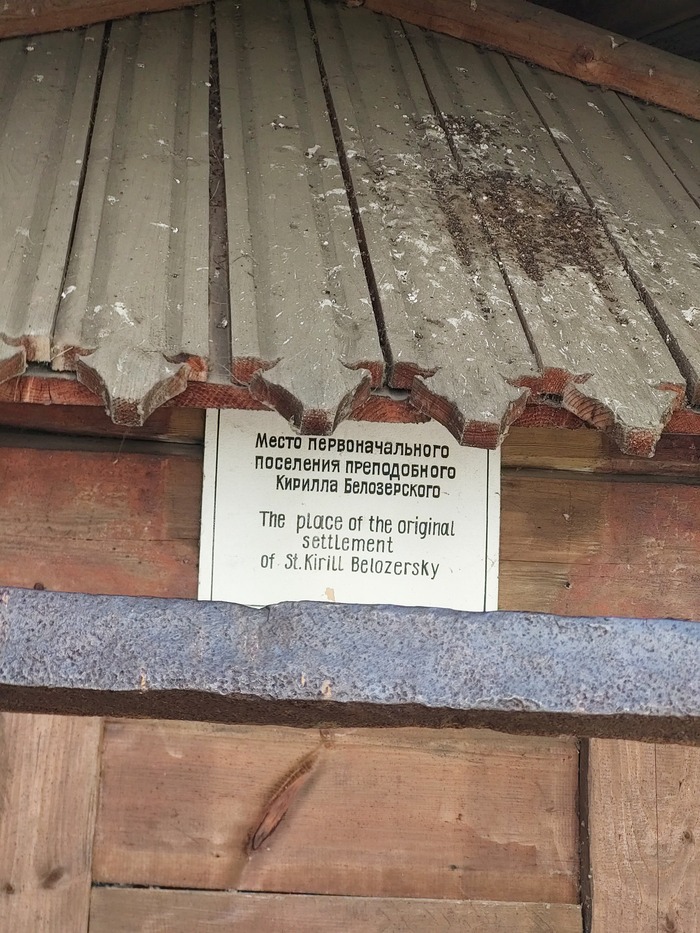 Место первоначального
поселения преподобного
Кирилла Белозерского
The place of the original
settlement
of St.Kirill Belozersky